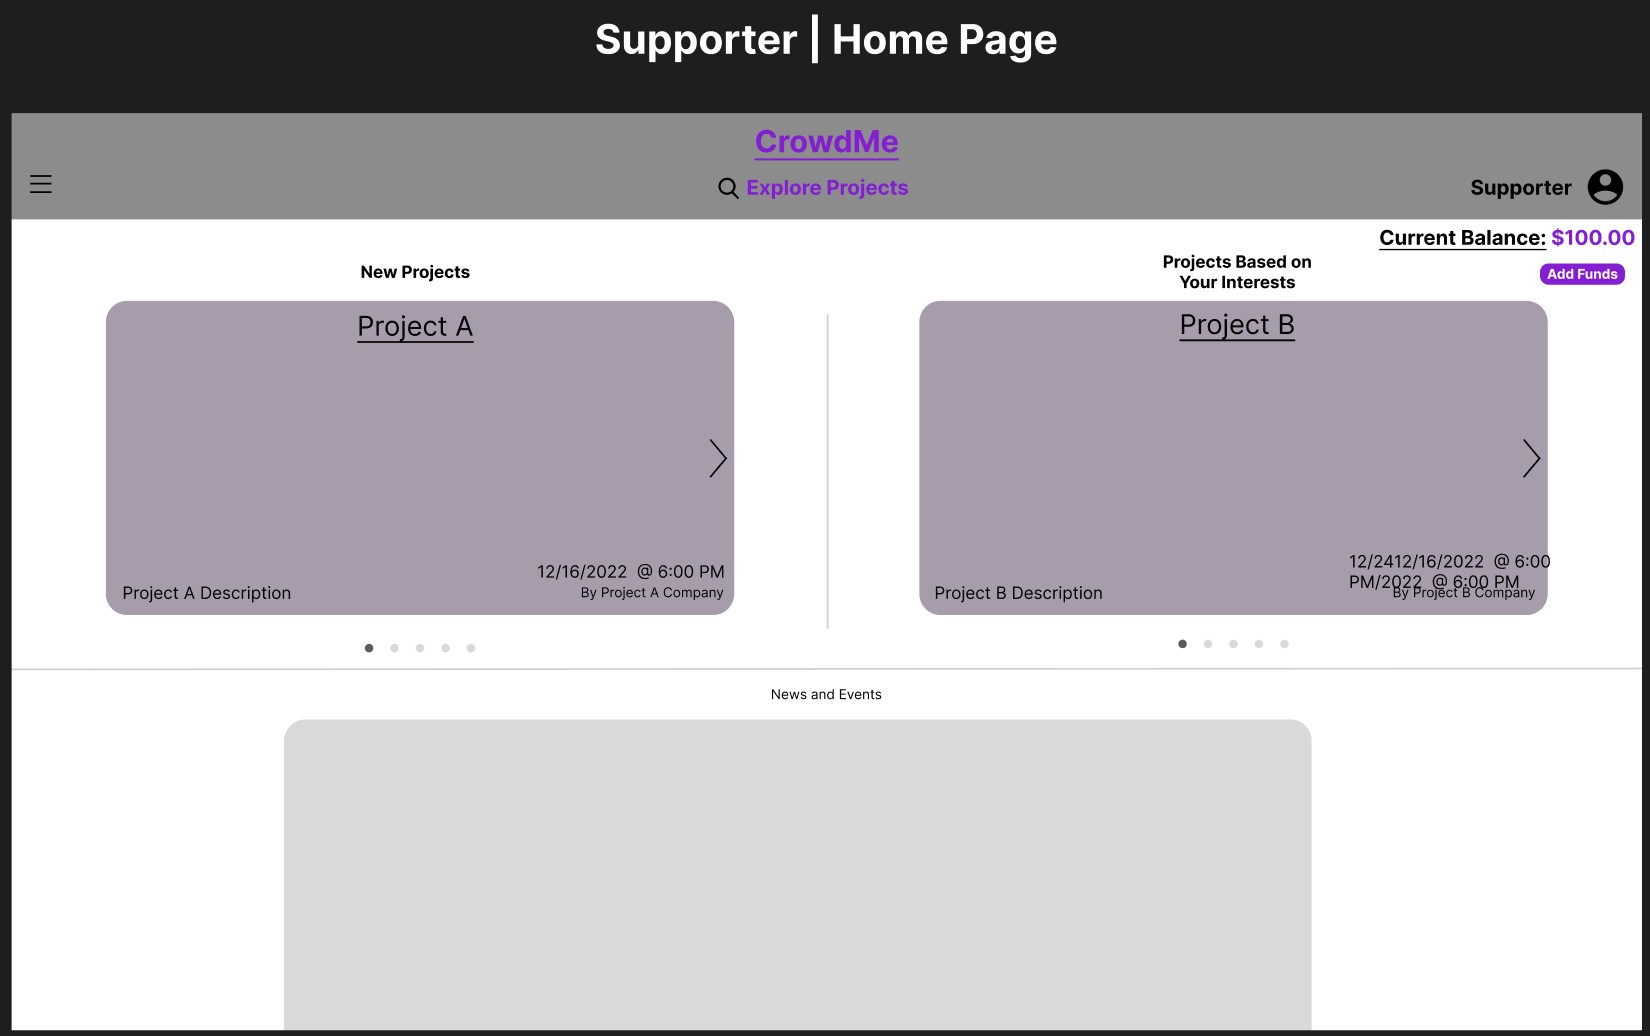 Supporter | Home Page
CrowdMe
Explore Projects
Supporter
Current Balance: $100.00
Add Funds
New Projects
Projects Based on
Your Interests
Project A
12/16/2022 @ 6:00 PM
Project A Description
By Project A Company
Project B
12/2412/16/2022 @ 6:00
PM/2022 @ 6:00 PM
Project B Description
By Project B Company
News and Events